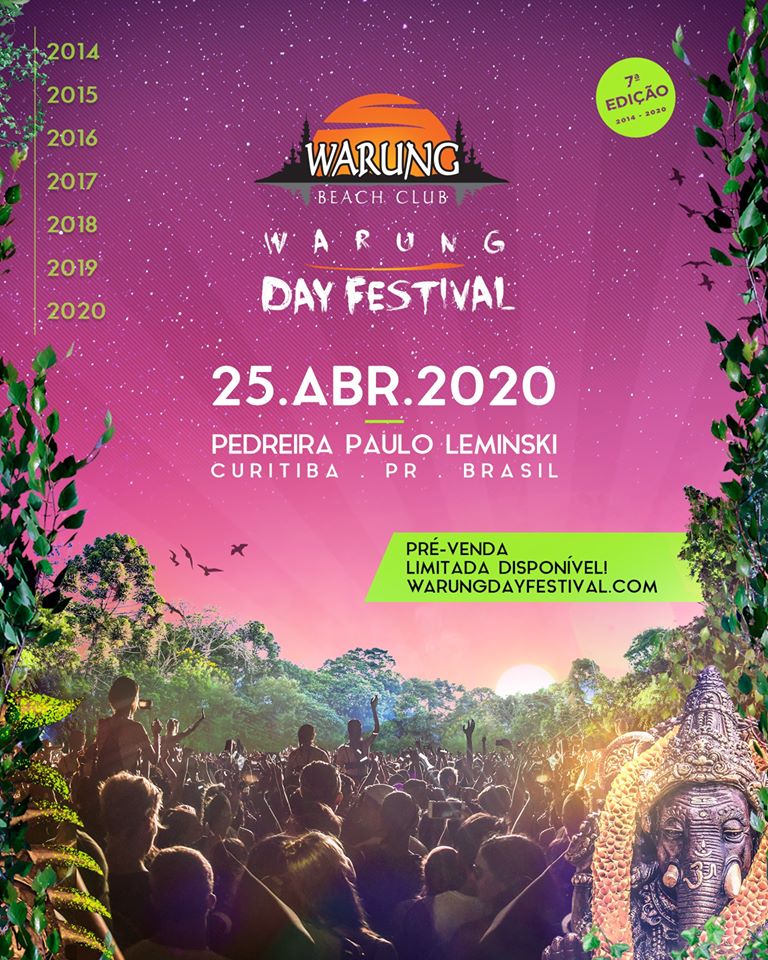 2014
2015
2016
2017
2018
2019
2020
7ª
EDIÇÃO
2014 - 2020
WARUNG
BEACH CLUB
WARUNG
DAY FESTIVAL
25.ABR.2020
PEDREIRA PAULO LEMINSKI
CURITIBA . PR . BRASIL
PRÉ-VENDA
LIMITADA DISPONÍVEL!
WARUNGDAYFESTIVAL.COM
ॐ